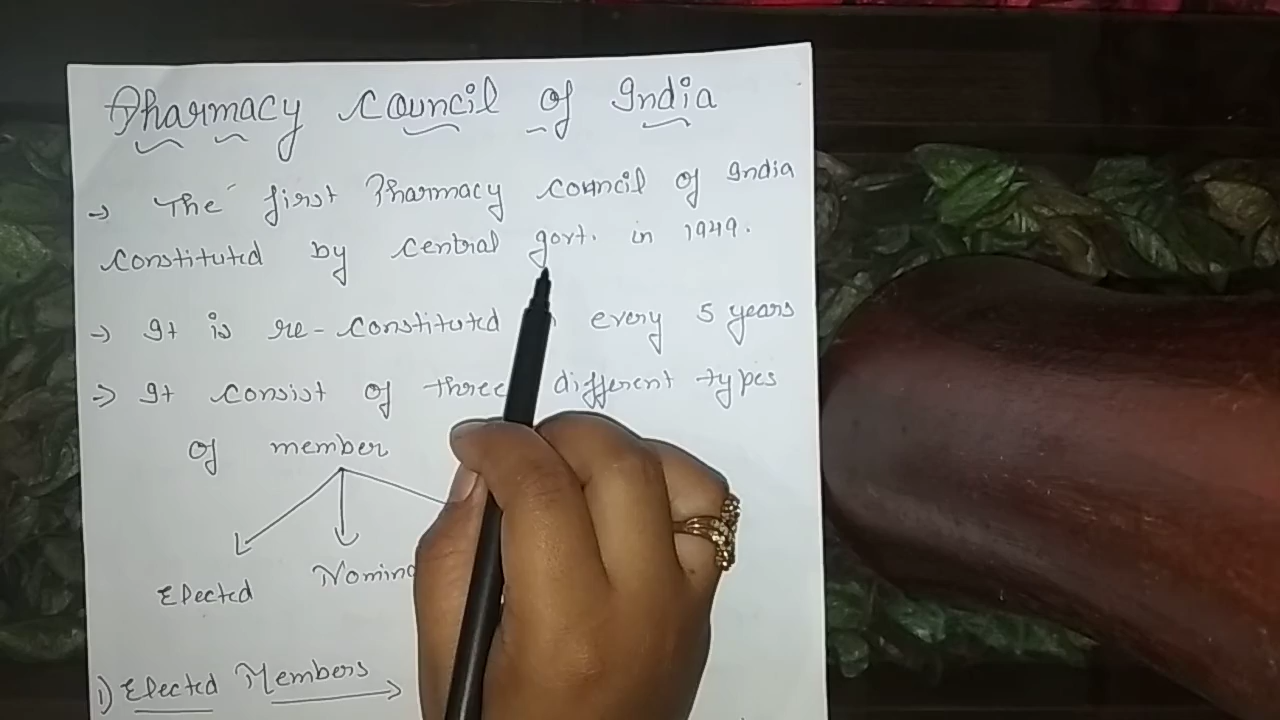 Pharmacy Council of India
→ The first Pharmacy Council of India
Constituted by Central govt. in 1949.
→ It is re-constituted every 5 years
→ It consist of three different types
of member
Elected Nomina
1) Elected Members →